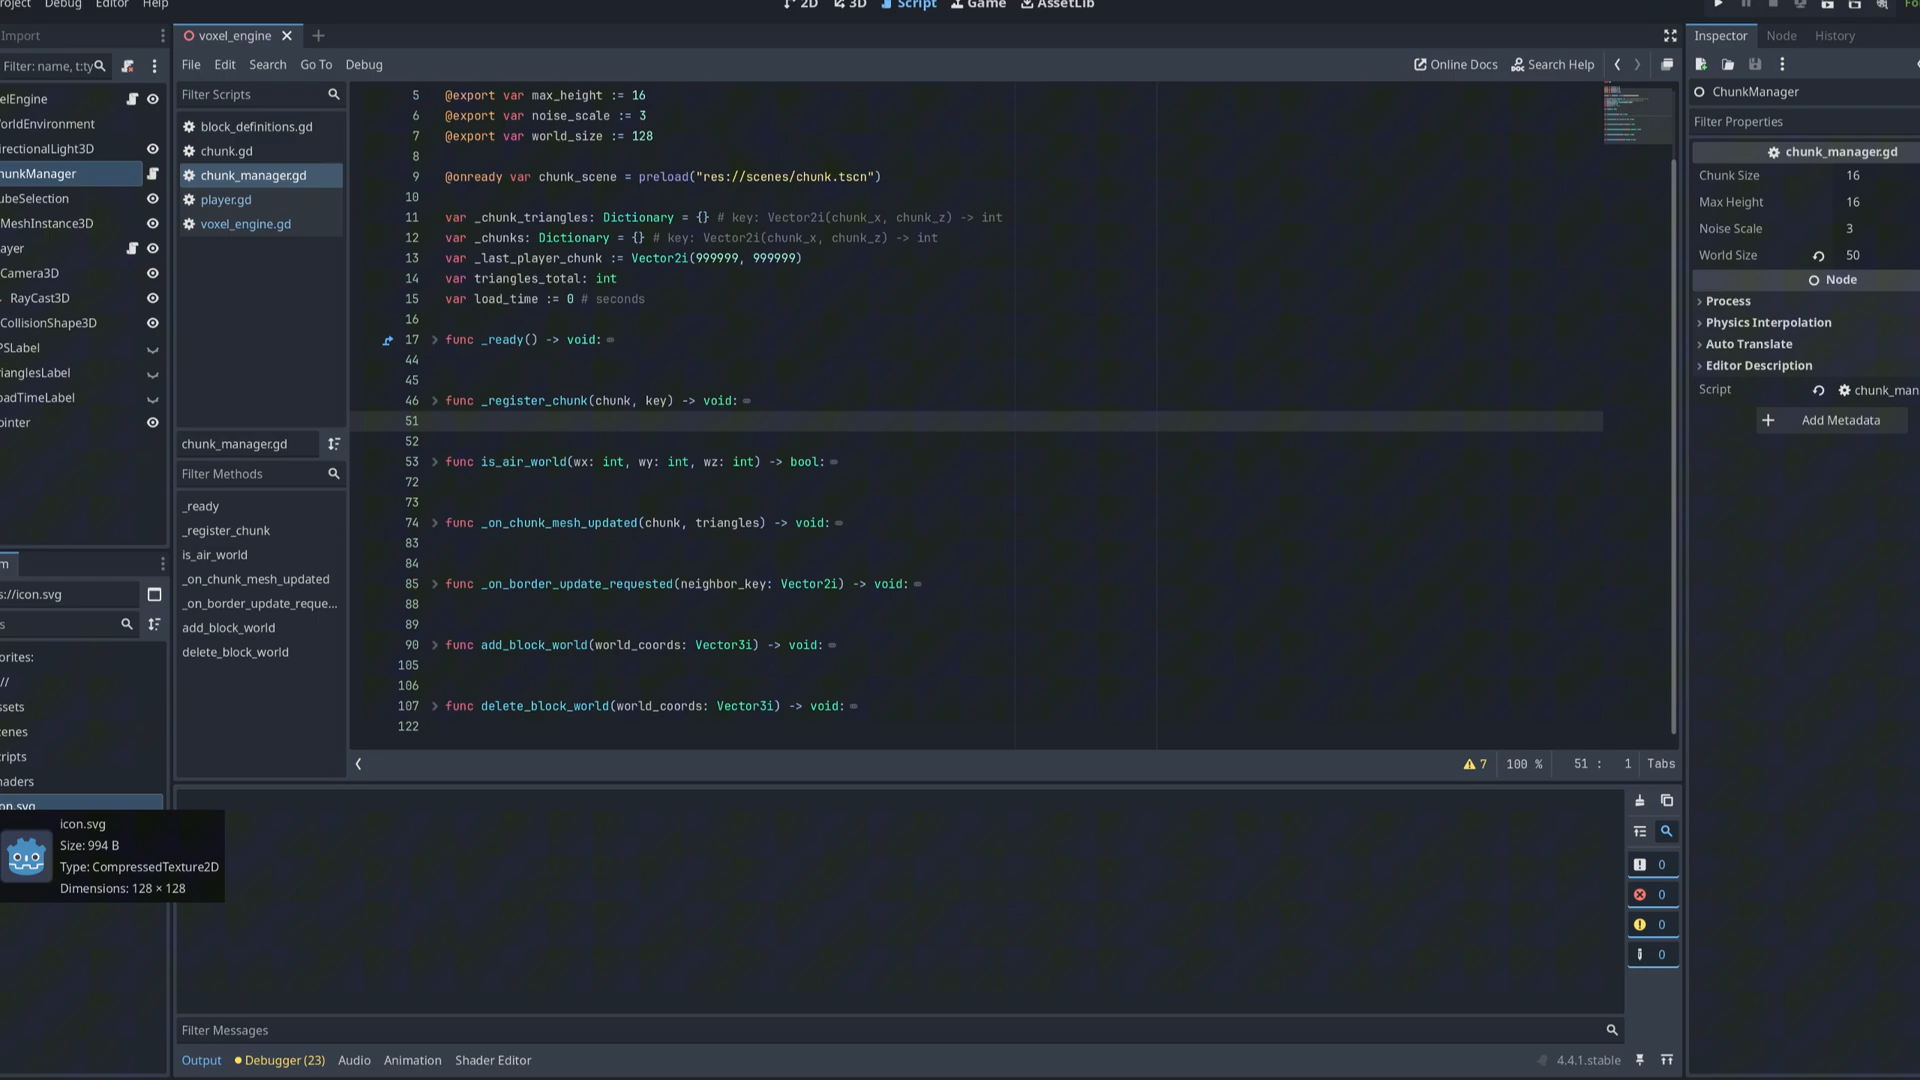 roject Debug Editor Help
2D 3D Script Game AssetLib
Import
voxel_engine
Inspector Node History
Filter: name, t:ty
File Edit Search Go To Debug
Online Docs Search Help
Filter Scripts
block_definitions.gd
chunk.gd
chunk_manager.gd
player.gd
voxel_engine.gd
elEngine
orldEnvironment
irectionalLight3D
hunkManager
ubeSelection
MeshInstance3D
ayer
Camera3D
RayCast3D
CollisionShape3D
PSLabel
rianglesLabel
oadTimeLabel
ointer
5 @export var max_height := 16
6 @export var noise_scale := 3
7 @export var world_size := 128
8
9 @onready var chunk_scene = preload("res://scenes/chunk.tscn")
10
11 var _chunk_triangles: Dictionary = {} # key: Vector2i(chunk_x, chunk_z) -> int
12 var _chunks: Dictionary = {} # key: Vector2i(chunk_x, chunk_z) -> int
13 var _last_player_chunk := Vector2i(999999, 999999)
14 var triangles_total: int
15 var load_time := 0 # seconds
16
17 func _ready() -> void:
44
45
46 func _register_chunk(chunk, key) -> void:
51
52
53 func is_air_world(wx: int, wy: int, wz: int) -> bool:
72
73
74 func _on_chunk_mesh_updated(chunk, triangles) -> void:
83
84
85 func _on_border_update_requested(neighbor_key: Vector2i) -> void:
88
89
90 func add_block_world(world_coords: Vector3i) -> void:
105
106
107 func delete_block_world(world_coords: Vector3i) -> void:
122
chunk_manager.gd
Filter Methods
_ready
_register_chunk
is_air_world
_on_chunk_mesh_updated
_on_border_update_reque...
add_block_world
delete_block_world
m
s://icon.svg
s
orites:
//
ssets
enes
ripts
haders
on.svg
icon.svg
Size: 994 B
Type: CompressedTexture2D
Dimensions: 128 × 128
7 100 % 51 : 1 Tabs
0
0
0
0
Filter Messages
Output Debugger (23) Audio Animation Shader Editor
4.4.1.stable
ChunkManager
Filter Properties
chunk_manager.gd
Chunk Size 16
Max Height 16
Noise Scale 3
World Size 50
Node
Process
Physics Interpolation
Auto Translate
Editor Description
Script chunk_man
Add Metadata